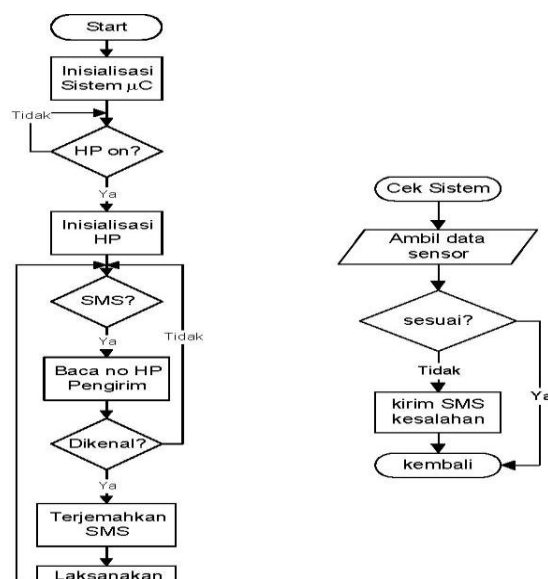 Start
Inisialisasi
Sistem µC
Tidak
HP on?
Ya
Inisialisasi
HP
SMS?
Tidak
Ya
Baca no HP
Pengirim
Dikenal?
Ya
Terjemahkan
SMS
Laksanakan
Cek Sistem
Ambil data
sensor
sesuai?
Tidak
Ya
kirim SMS
kesalahan
kembali